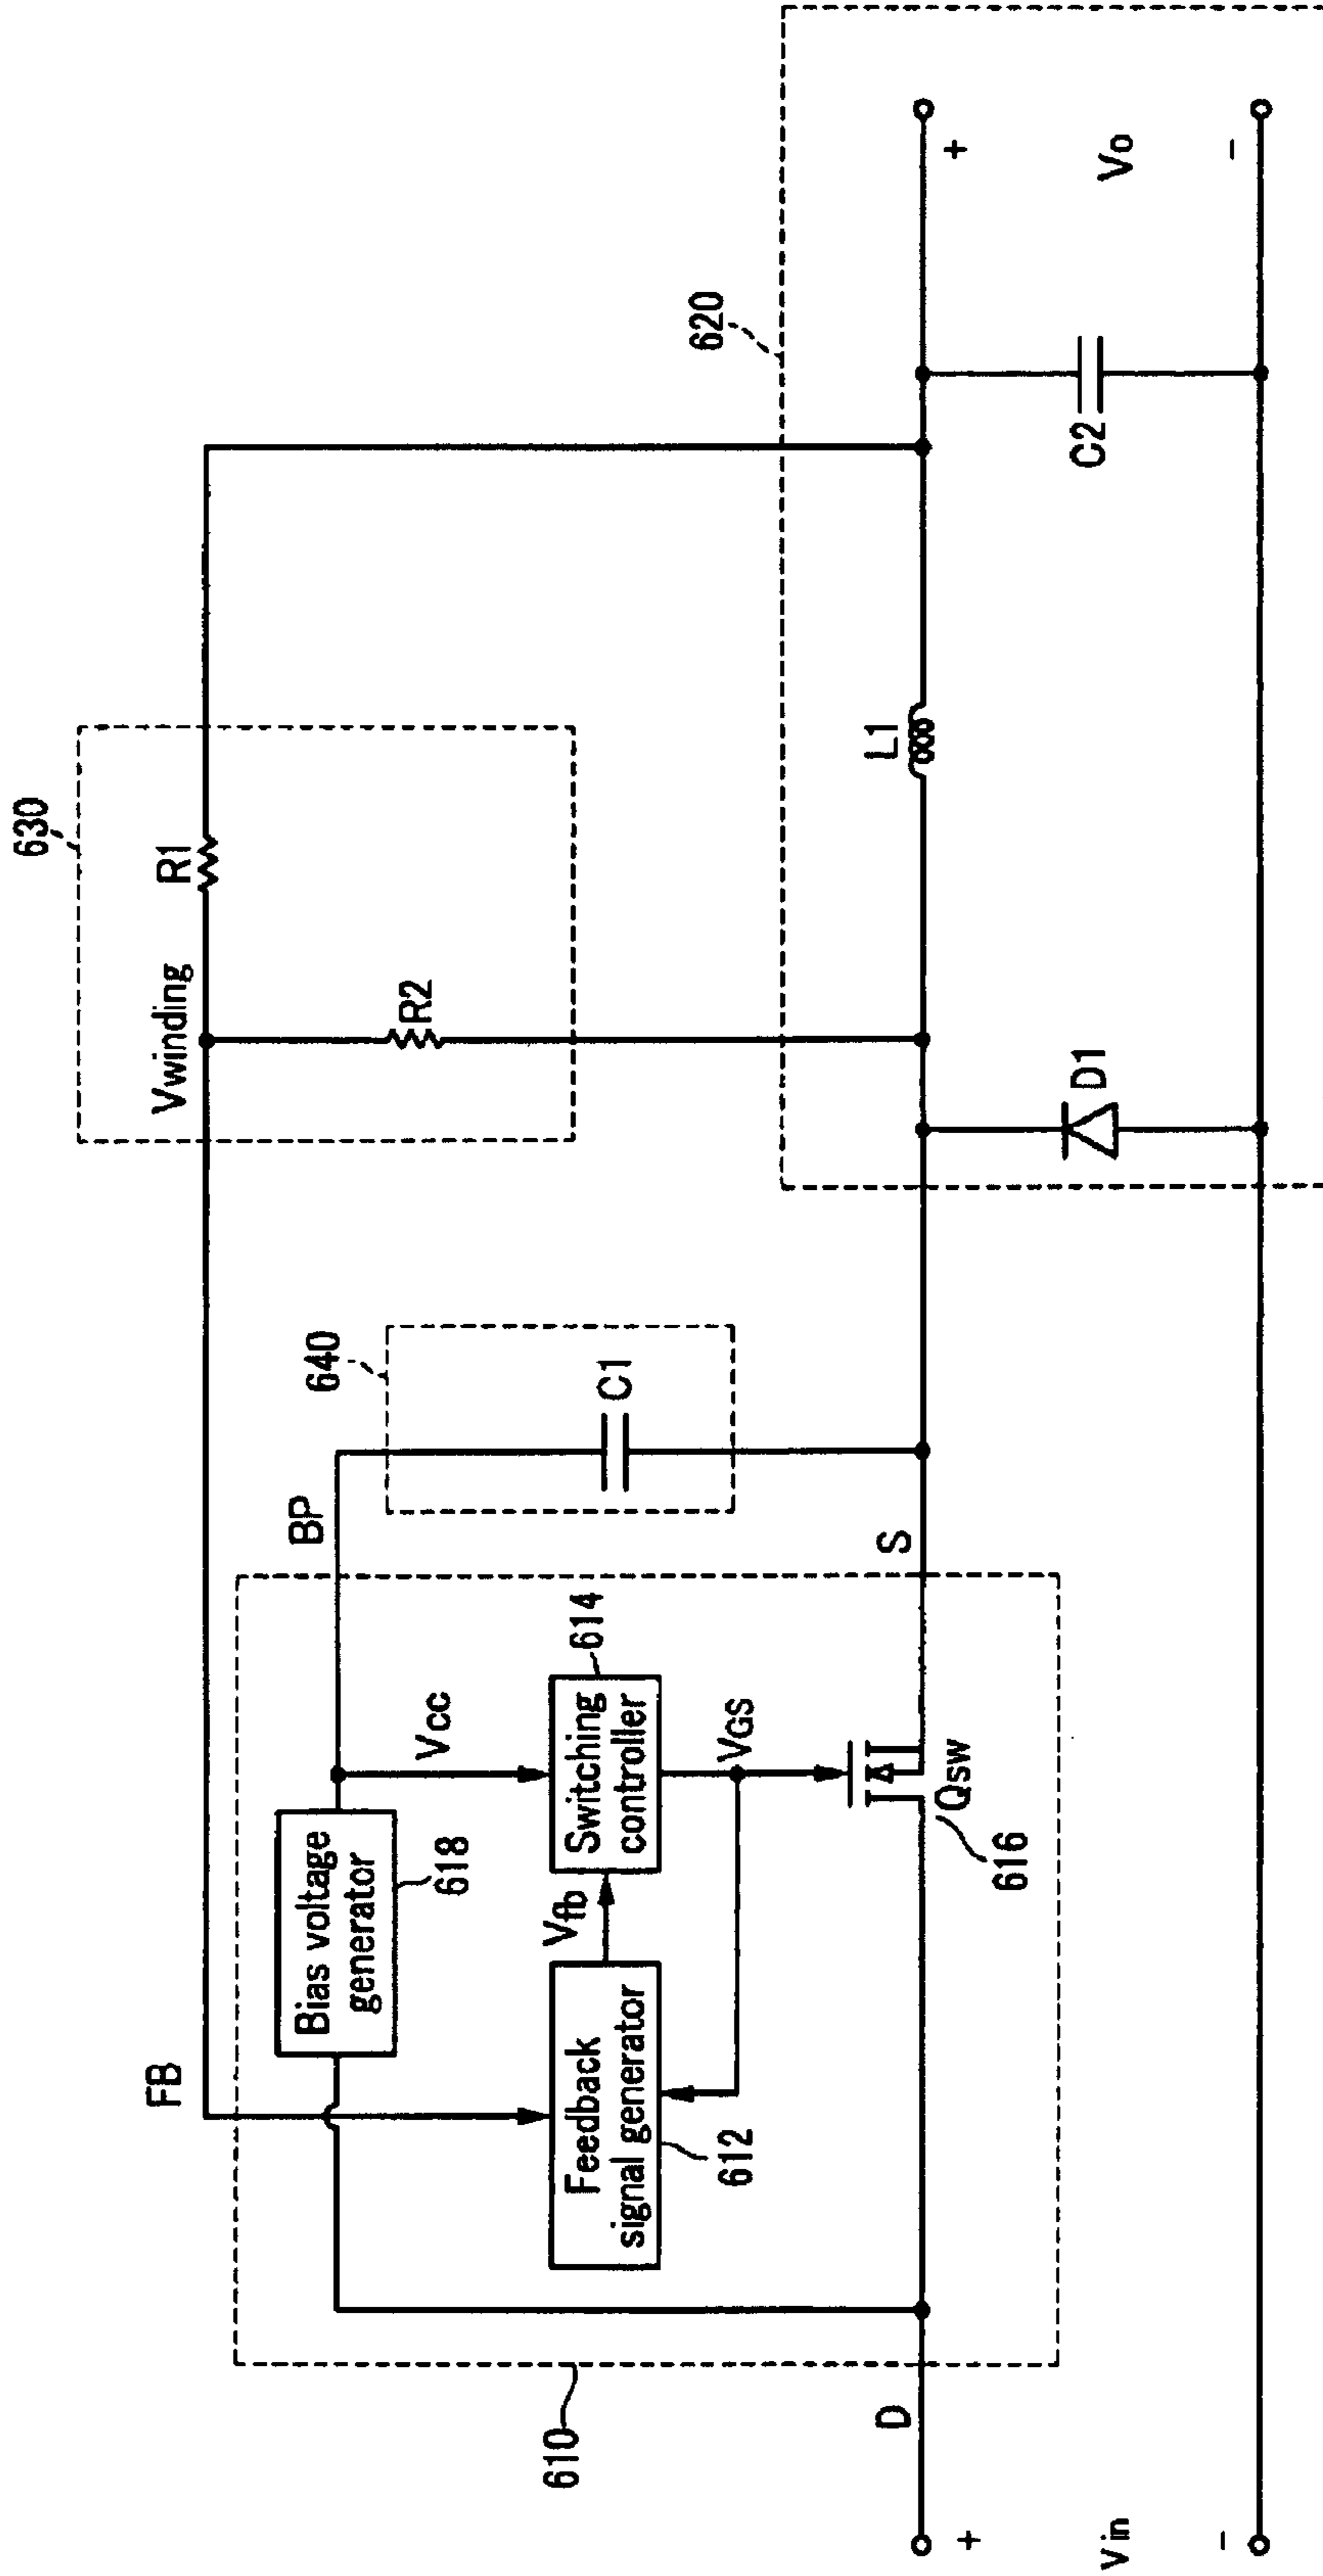 630
FB
Vwinding
R1
BP
640
620
Bias voltage
generator
618
Vcc
C1
R2
Feedback
signal generator
612
Vfb
Switching
controller
614
VGS
610
D
616
Qsw
S
L1
+
+
D1
C2
Vin
Vo
-
-